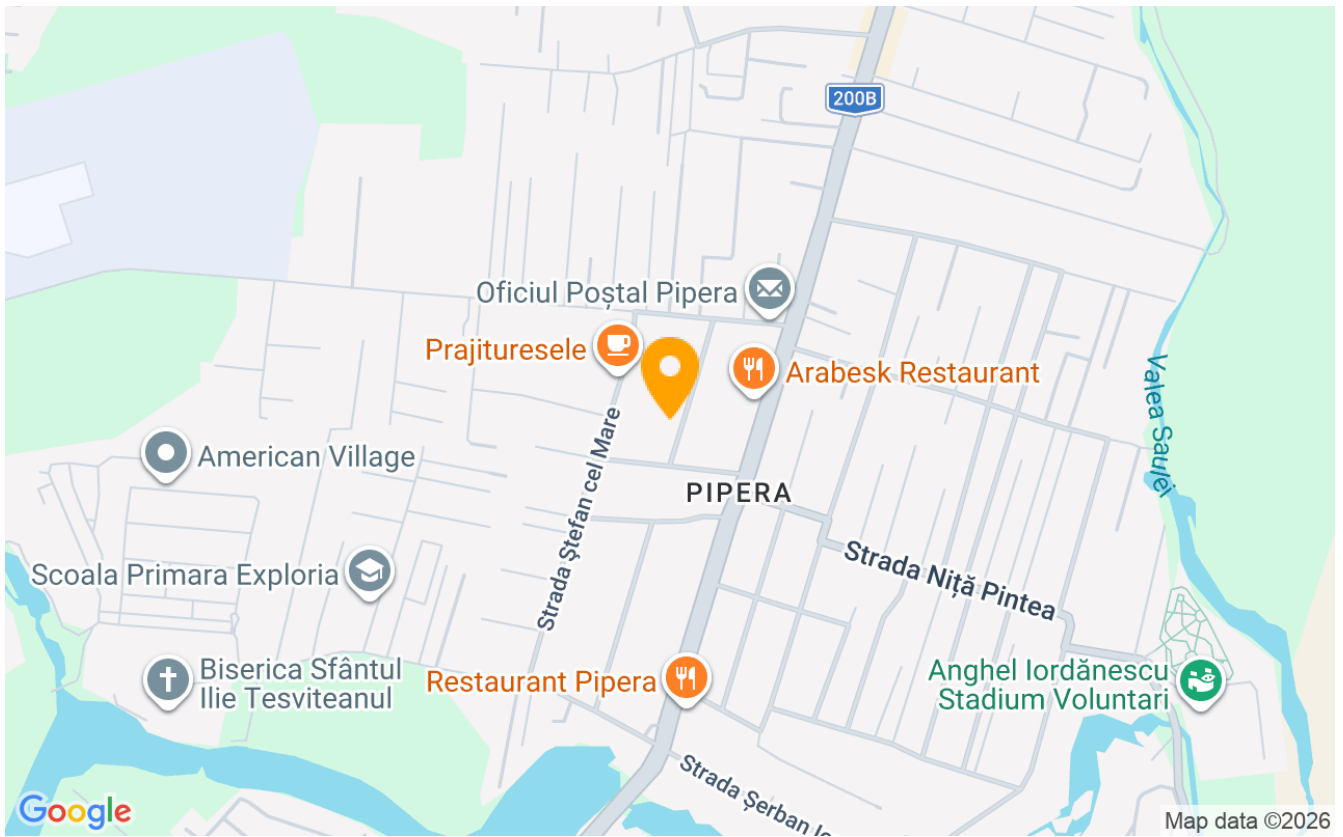 200B
Oficiul Poștal Pipera
Prajituresele
Arabesk Restaurant
Valea Saulei
American Village
Strada Ștefan cel Mare
PIPERA
Scoala Primara Exploria
Strada Niță Pintea
Biserica Sfântul
Ilie Tesviteanul
Restaurant Pipera
Anghel Iordănescu
Stadium Voluntari
Strada Șerban
Google
Map data ©2026